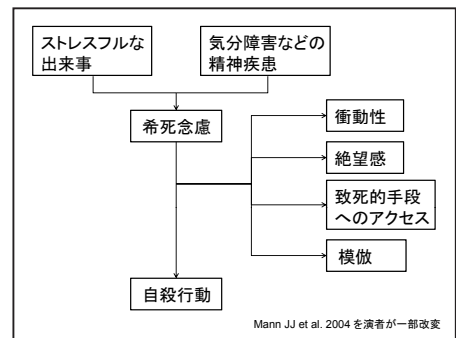 ストレスフルな
出来事
気分障害などの
精神疾患
希死念慮
衝動性
絶望感
致死的手段
へのアクセス
模倣
自殺行動
Mann JJ et al. 2004 を演者が一部改変